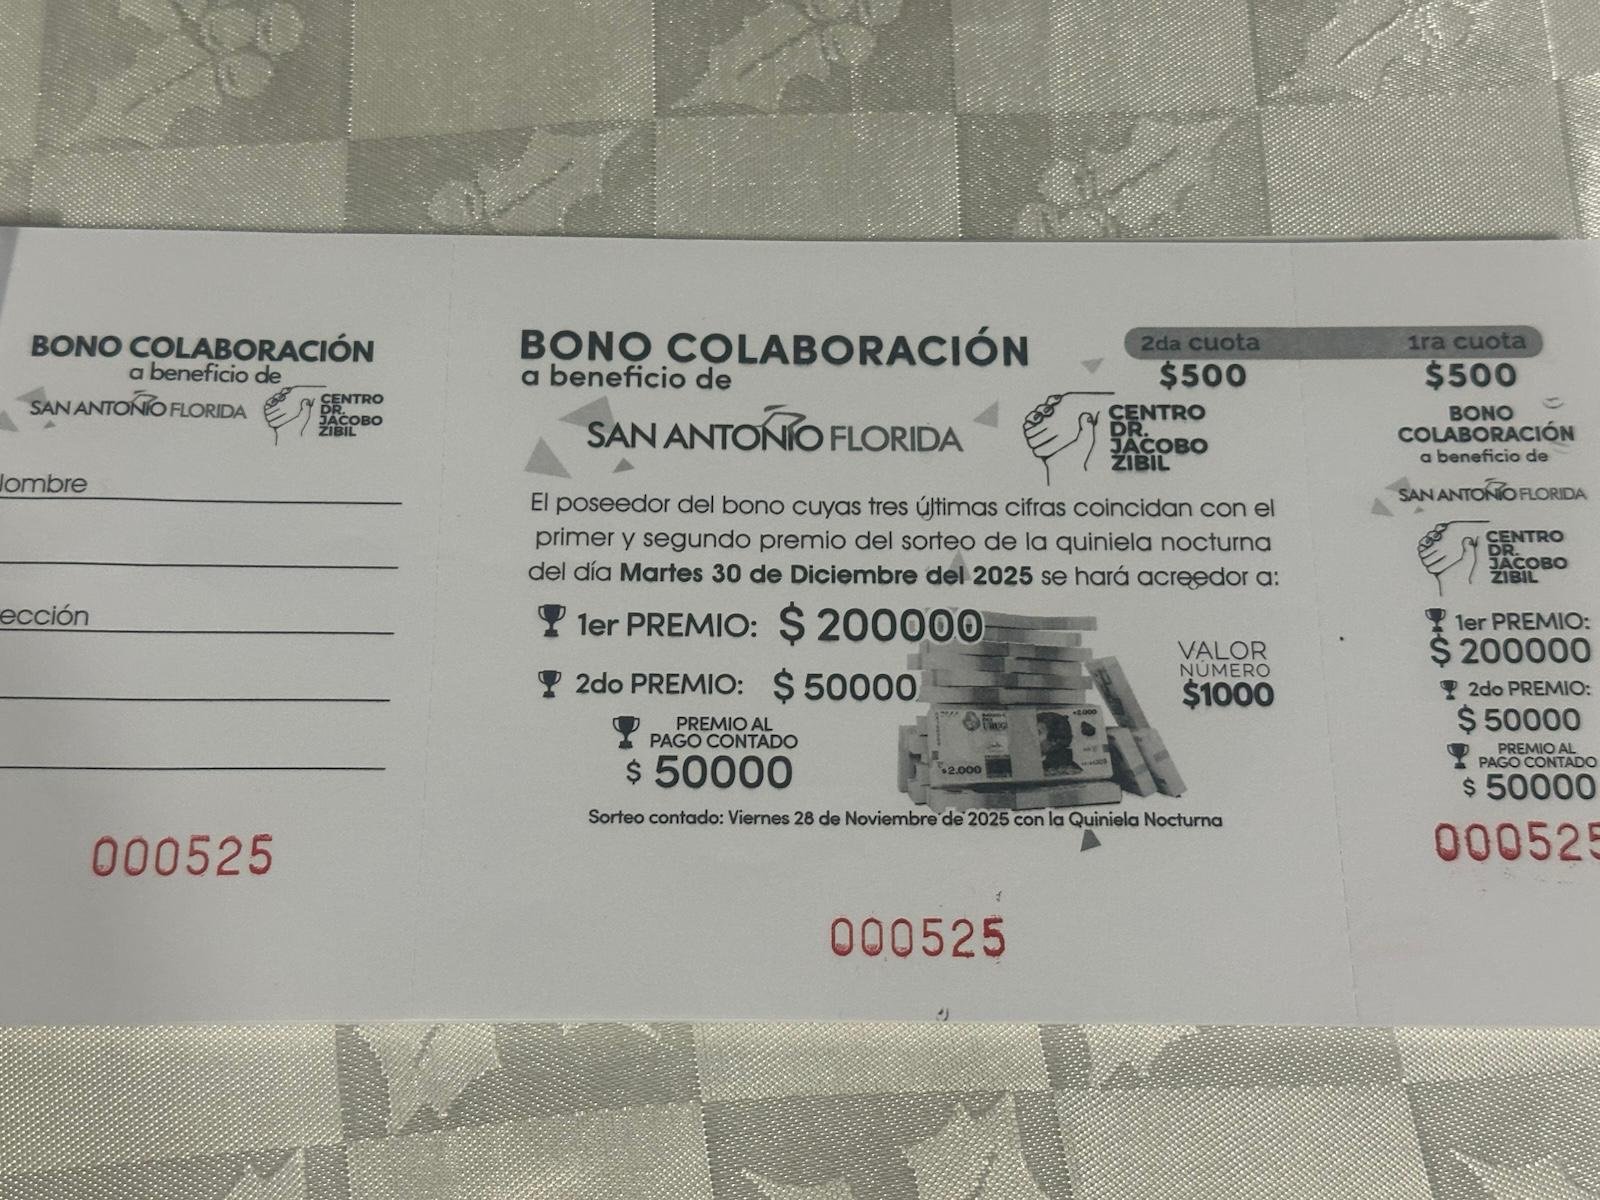 BONO COLABORACIÓN
a beneficio de
SAN ANTONIO FLORIDA
CENTRO
DR.
JACOBO
ZIBIL
ombre
ección
000525
BONO COLABORACIÓN
a beneficio de
SAN ANTONIO FLORIDA
CENTRO
DR.
JACOBO
ZIBIL
2da cuota
$500
El poseedor del bono cuyas tres últimas cifras coincidan con el
primer y segundo premio del sorteo de la quiniela nocturna
del día Martes 30 de Diciembre del 2025 se hará acreedor a:
1er PREMIO: $ 200000
2do PREMIO: $ 50000
PREMIO AL
PAGO CONTADO
$ 50000
VALOR
NÚMERO
$1000
2.000
2.000
Sorteo contado: Viernes 28 de Noviembre de 2025 con la Quiniela Nocturna
000525
1ra cuota
$500
BONO
COLABORACIÓN
a beneficio de
SAN ANTONIO FLORIDA
CENTRO
DR.
JACOBO
ZIBIL
1er PREMIO:
$ 200000
2do PREMIO:
$ 50000
PREMIO AL
PAGO CONTADO
$ 50000
000525